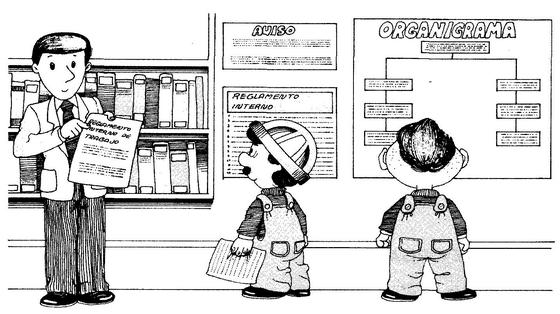 AVISO
ORGANIGRAMA
REGLAMENTO
INTERNO
REGLAMENTO
INTERNO DE
TRABAJO